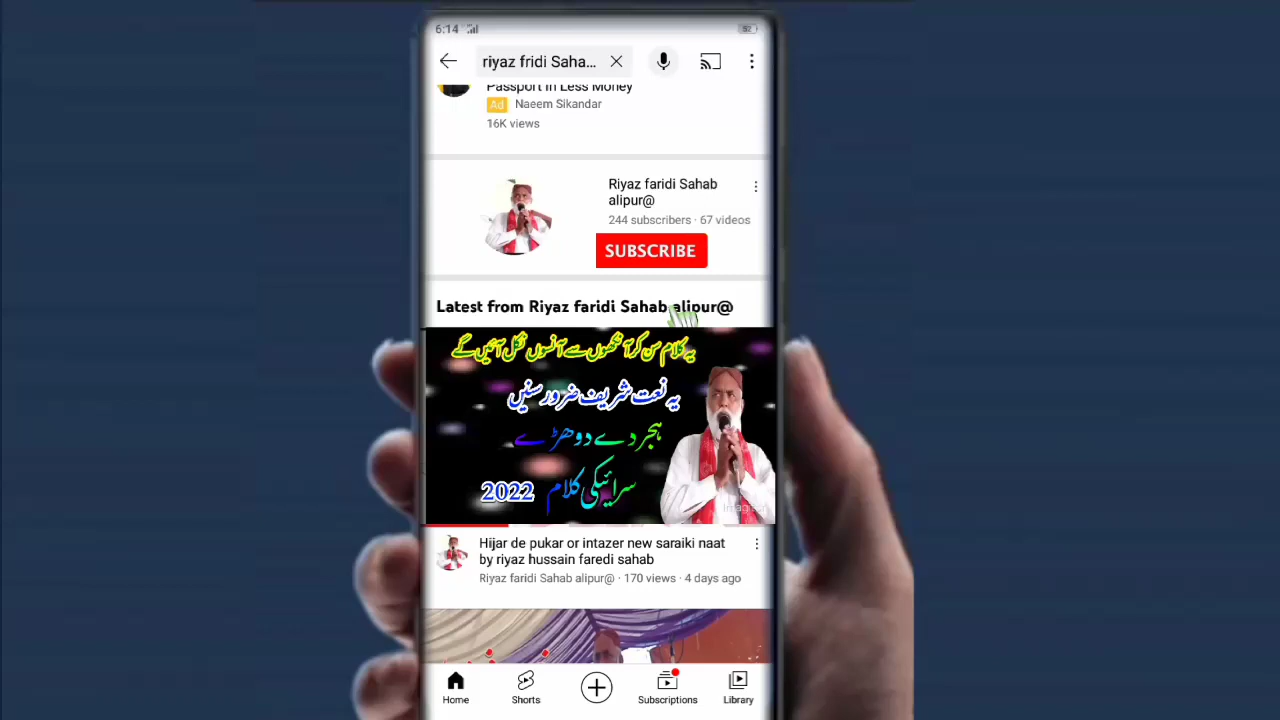 6:14
52
riyaz fridi Saha...
Passport In Less Money
Ad Naeem Sikandar
16K views
Riyaz faridi Sahab
alipur@
244 subscribers · 67 videos
SUBSCRIBE
Latest from Riyaz faridi Sahab alipur@
یہ کلام سن کر آنکھوں سے آنسوں نکل آئیں گے
یہ نعت شریف ضرور سنیں
ہجر دے دوھڑے
سرائیکی کلام 2022
Hijar de pukar or intazer new saraiki naat
by riyaz hussain faredi sahab
Riyaz faridi Sahab alipur@ · 170 views · 4 days ago
Home Shorts Subscriptions Library